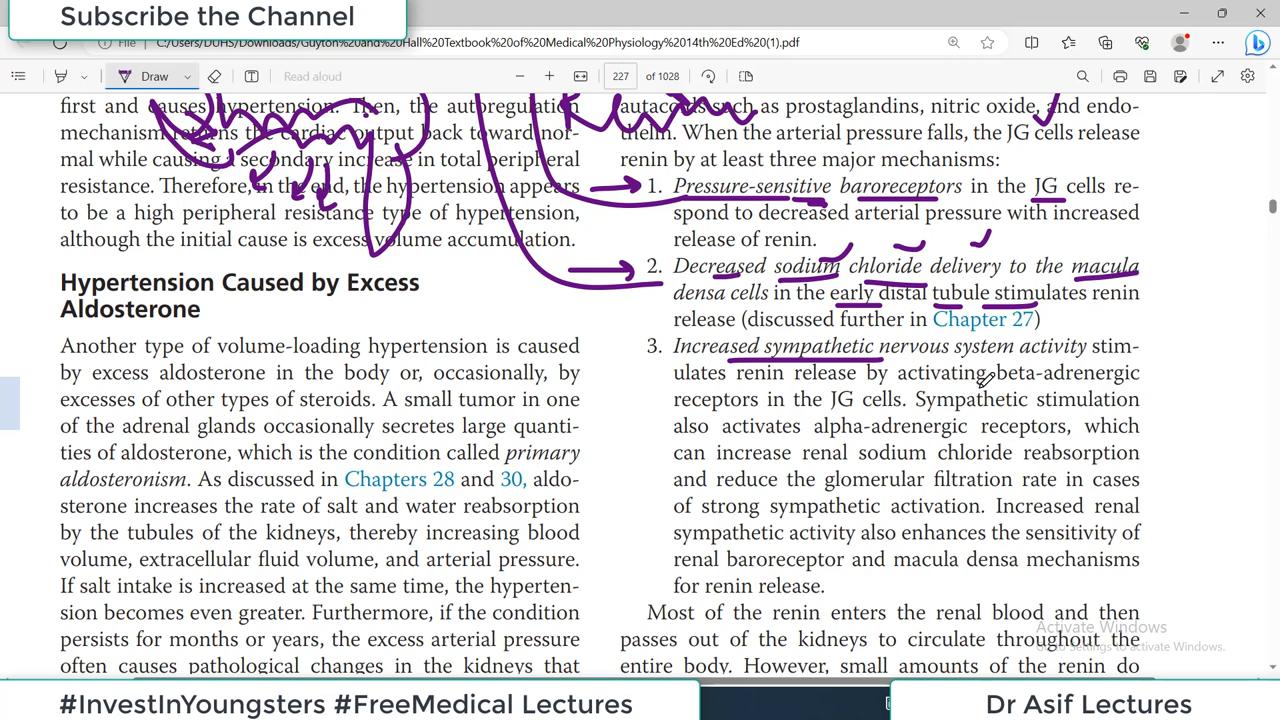 Subscribe the Channel
File
C:/Users/DUHS/Downloads/Guyton%20and%20Hall%20Textbook%20of%20Medical%20Physiology%2014th%20Ed%20(1).pdf
Draw
Read aloud
227 of 1028
first and causes hypertension. Then, the autoregulation
mechanism returns the cardiac output back toward nor-
mal while causing a secondary increase in total peripheral
resistance. Therefore, in the end, the hypertension appears
to be a high peripheral resistance type of hypertension,
although the initial cause is excess volume accumulation.
Hypertension Caused by Excess
Aldosterone
Another type of volume-loading hypertension is caused
by excess aldosterone in the body or, occasionally, by
excesses of other types of steroids. A small tumor in one
of the adrenal glands occasionally secretes large quanti-
ties of aldosterone, which is the condition called primary
aldosteronism. As discussed in Chapters 28 and 30, aldo-
sterone increases the rate of salt and water reabsorption
by the tubules of the kidneys, thereby increasing blood
volume, extracellular fluid volume, and arterial pressure.
If salt intake is increased at the same time, the hyperten-
sion becomes even greater. Furthermore, if the condition
persists for months or years, the excess arterial pressure
often causes pathological changes in the kidneys that
autacoids such as prostaglandins, nitric oxide, and endo-
thelin. When the arterial pressure falls, the JG cells release
renin by at least three major mechanisms:
1. Pressure-sensitive baroreceptors in the JG cells re-
spond to decreased arterial pressure with increased
release of renin.
2. Decreased sodium chloride delivery to the macula
densa cells in the early distal tubule stimulates renin
release (discussed further in Chapter 27)
3. Increased sympathetic nervous system activity stim-
ulates renin release by activating beta-adrenergic
receptors in the JG cells. Sympathetic stimulation
also activates alpha-adrenergic receptors, which
can increase renal sodium chloride reabsorption
and reduce the glomerular filtration rate in cases
of strong sympathetic activation. Increased renal
sympathetic activity also enhances the sensitivity of
renal baroreceptor and macula densa mechanisms
for renin release.
Most of the renin enters the renal blood and then
passes out of the kidneys to circulate throughout the
entire body. However, small amounts of the renin do
Activate Windows
Go to Settings to activate Windows.
#InvestInYoungsters #FreeMedical Lectures
Dr Asif Lectures